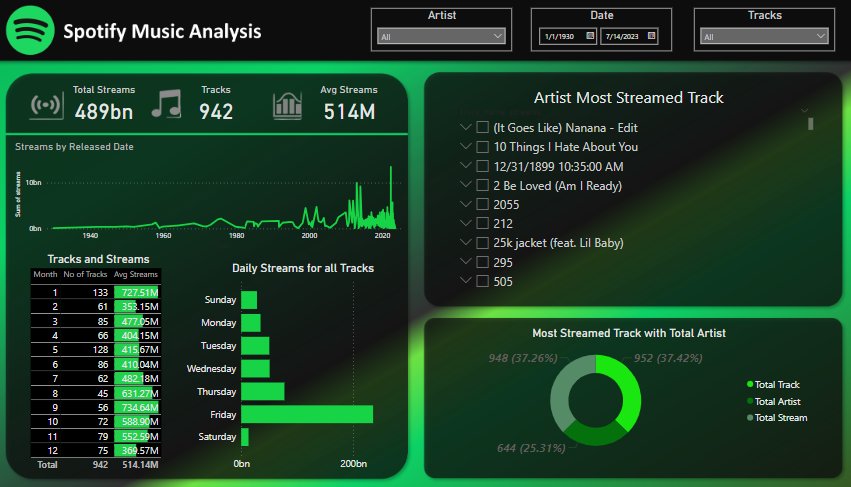 Spotify Music Analysis
Artist
All
Date
1/1/1930 7/14/2023
Tracks
All
Total Streams
489bn
Tracks
942
Avg Streams
514M
Streams by Released Date
Sum of streams
10bn
0bn
1940 1960 1980 2000 2020
Tracks and Streams
Month No of Tracks Avg Streams
1 133 727.51M
2 61 353.15M
3 85 477.05M
4 66 404.15M
5 128 415.67M
6 86 410.04M
7 62 482.18M
8 45 631.27M
9 56 734.64M
10 72 588.90M
11 79 552.59M
12 75 369.57M
Total 942 514.14M
Daily Streams for all Tracks
Sunday
Monday
Tuesday
Wednesday
Thursday
Friday
Saturday
0bn 200bn
Artist Most Streamed Track
(It Goes Like) Nanana - Edit
10 Things I Hate About You
12/31/1899 10:35:00 AM
2 Be Loved (Am I Ready)
2055
212
25k jacket (feat. Lil Baby)
295
505
Most Streamed Track with Total Artist
948 (37.26%)
952 (37.42%)
644 (25.31%)
Total Track
Total Artist
Total Stream